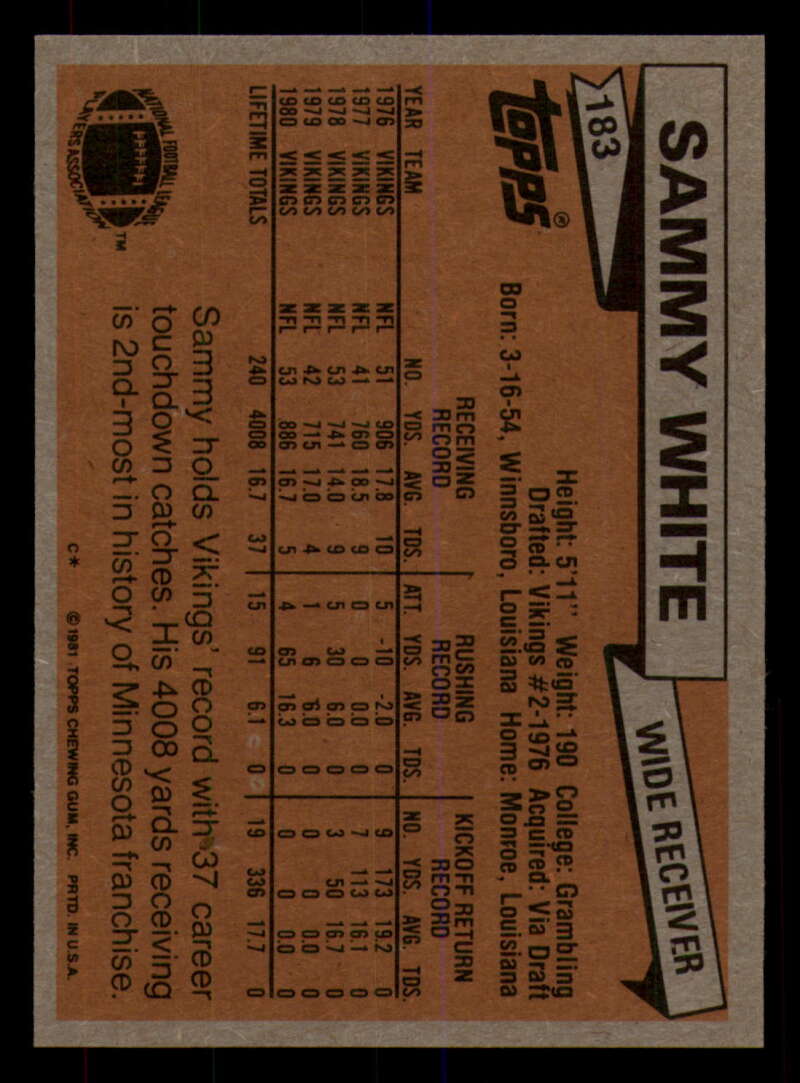 SAMMY WHITE
WIDE RECEIVER
183
topps®
Height: 5'11" Weight: 190 College: Grambling
Drafted: Vikings #2-1976 Acquired: Via Draft
Born: 3-16-54, Winnsboro, Louisiana Home: Monroe, Louisiana
RECEIVING RECORD RUSHING RECORD KICKOFF RETURN RECORD
YEAR TEAM NO. YDS. AVG. TDS. ATT. YDS. AVG. TDS. NO. YDS. AVG. TDS.
1976 VIKINGS NFL 51 906 17.8 10 5 -10 -2.0 0 9 173 19.2 0
1977 VIKINGS NFL 41 760 18.5 9 0 0 0.0 0 7 113 16.1 0
1978 VIKINGS NFL 53 741 14.0 9 5 30 6.0 0 3 50 16.7 0
1979 VIKINGS NFL 42 715 17.0 4 1 6 6.0 0 0 0 0.0 0
1980 VIKINGS NFL 53 886 16.7 5 4 65 16.3 0 0 0 0.0 0
LIFETIME TOTALS 240 4008 16.7 37 15 91 6.1 0 19 336 17.7 0
NATIONAL FOOTBALL LEAGUE
PLAYERS ASSOCIATION
TM
Sammy holds Vikings' record with 37 career
touchdown catches. His 4008 yards receiving
is 2nd-most in history of Minnesota franchise.
C* ©1981 TOPPS CHEWING GUM, INC. PRTD. IN U.S.A.